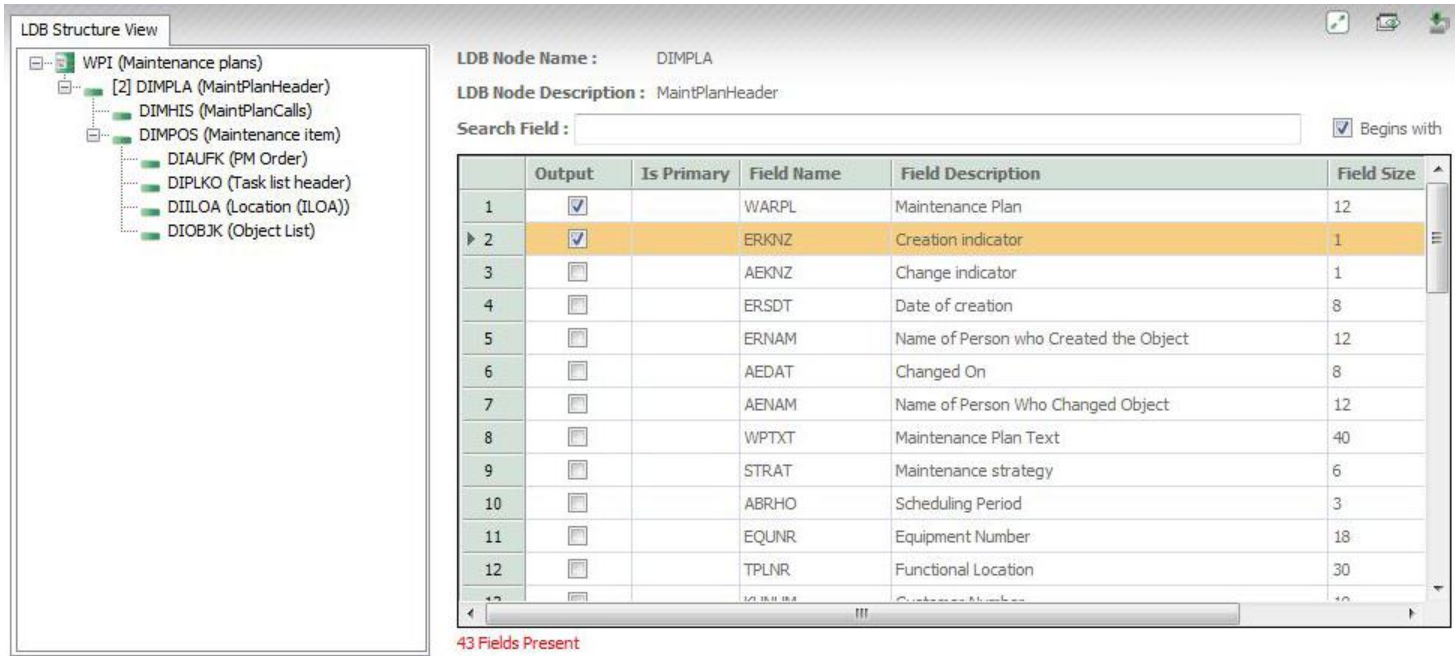 LDB Structure View
WPI (Maintenance plans)
[2] DIMPLA (MaintPlanHeader)
DIMHIS (MaintPlanCalls)
DIMPOS (Maintenance item)
DIAUFK (PM Order)
DIPLKO (Task list header)
DIILOA (Location (ILOA))
DIOBJK (Object List)
LDB Node Name : DIMPLA
LDB Node Description : MaintPlanHeader
Search Field : Begins with
Output Is Primary Field Name Field Description Field Size
1 WARPL Maintenance Plan 12
2 ERKNZ Creation indicator 1
3 AEKNZ Change indicator 1
4 ERSDT Date of creation 8
5 ERNAM Name of Person who Created the Object 12
6 AEDAT Changed On 8
7 AENAM Name of Person Who Changed Object 12
8 WPTXT Maintenance Plan Text 40
9 STRAT Maintenance strategy 6
10 ABRHO Scheduling Period 3
11 EQUNR Equipment Number 18
12 TPLNR Functional Location 30
43 Fields Present